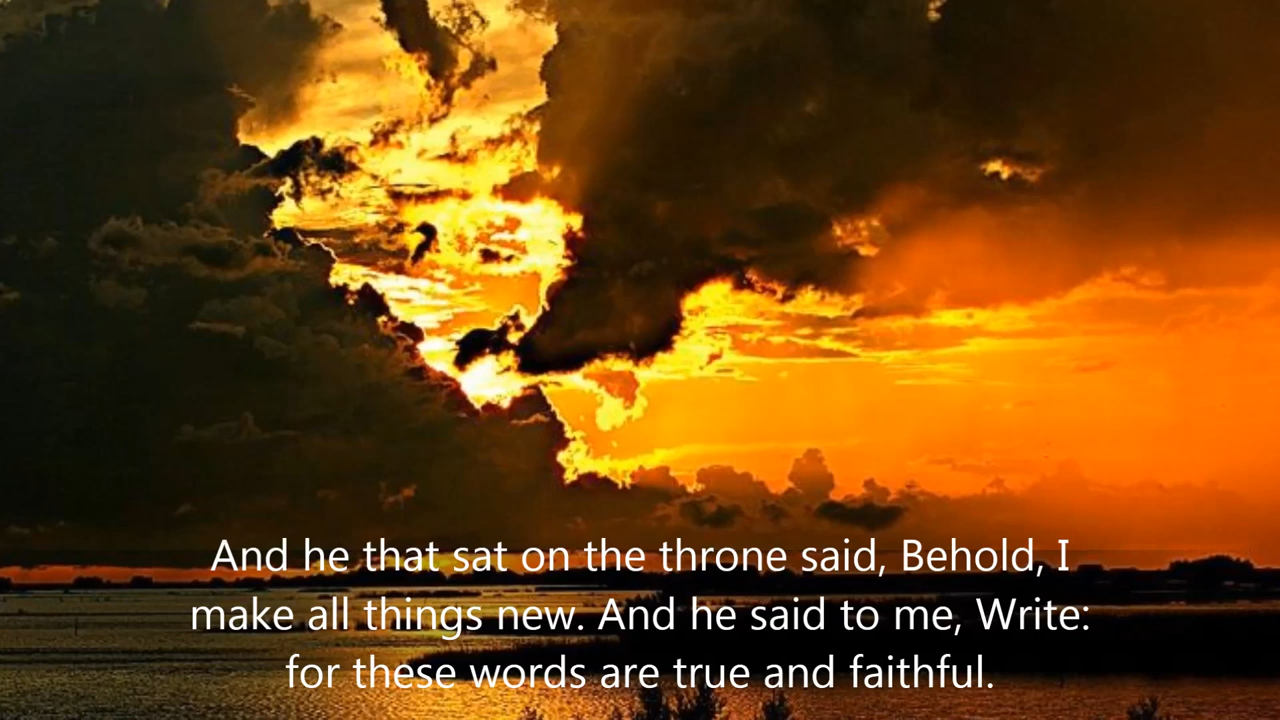 And he that sat on the throne said, Behold, I
make all things new. And he said to me, Write:
for these words are true and faithful.